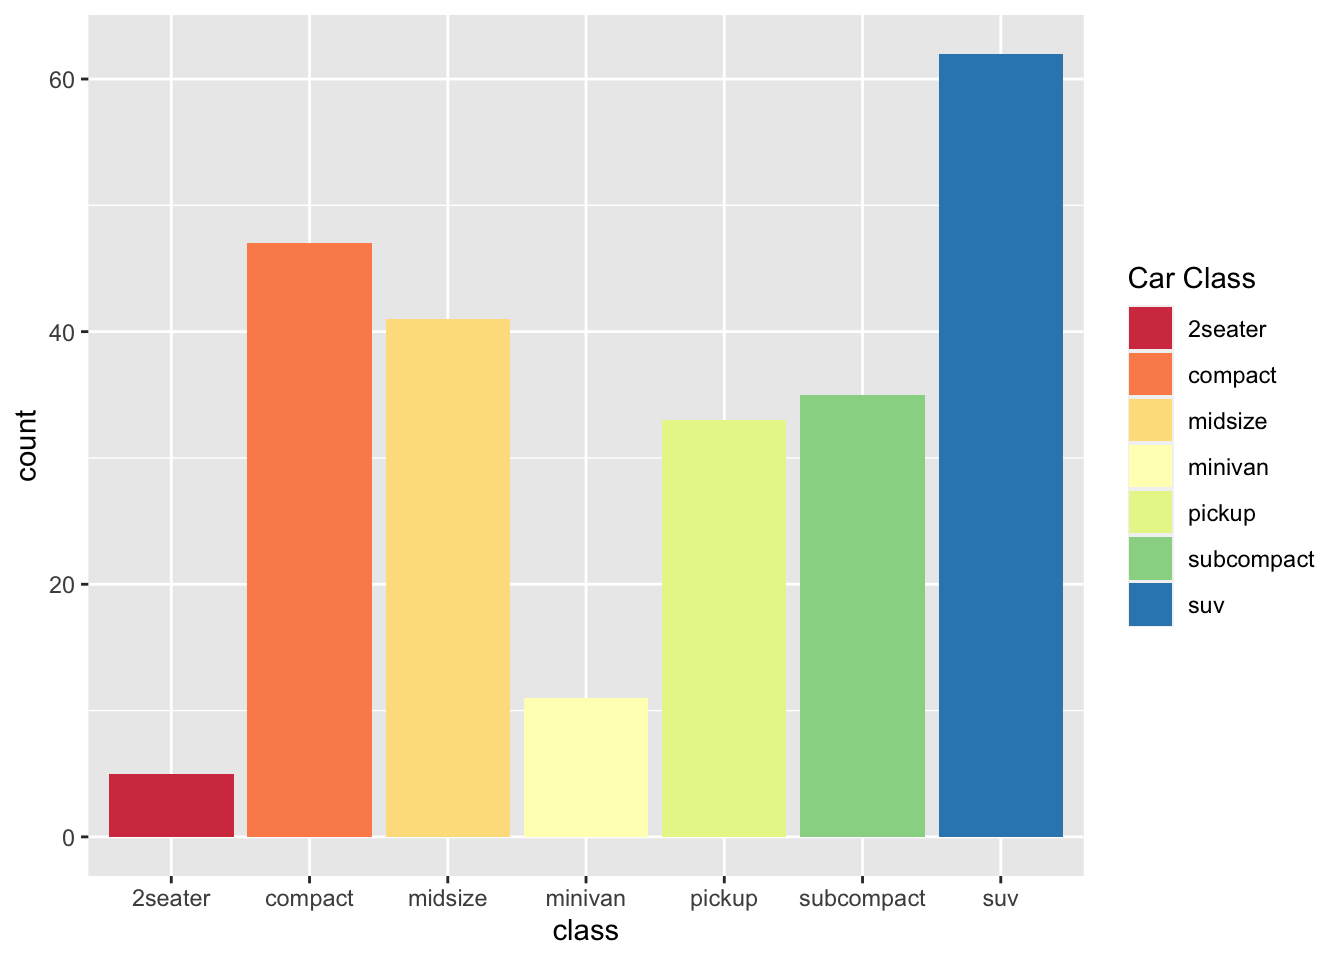 60
40
20
0
count
2seater compact midsize minivan pickup subcompact suv
class
Car Class
2seater
compact
midsize
minivan
pickup
subcompact
suv